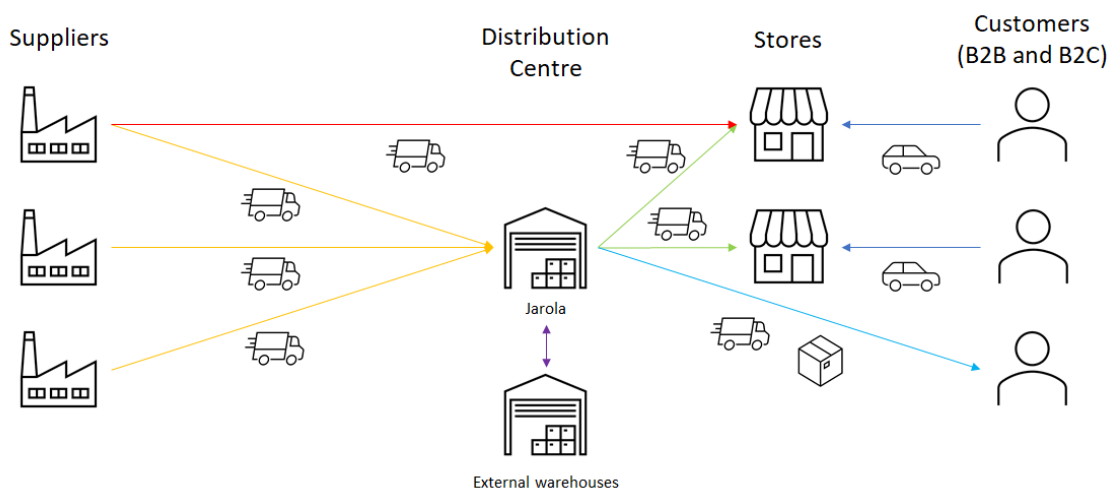 Suppliers
Distribution
Centre
Stores
Customers
(B2B and B2C)
Jarola
External warehouses